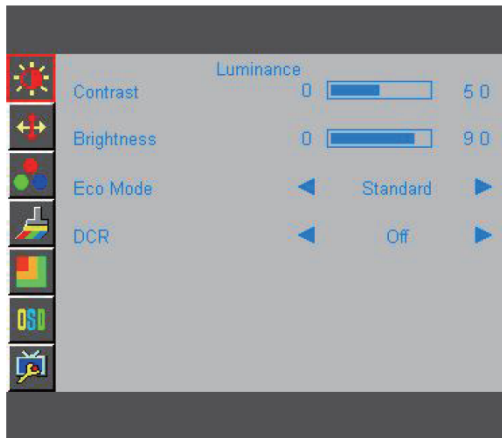 Luminance
Contrast 0 50
Brightness 0 90
Eco Mode Standard
DCR Off
OSD